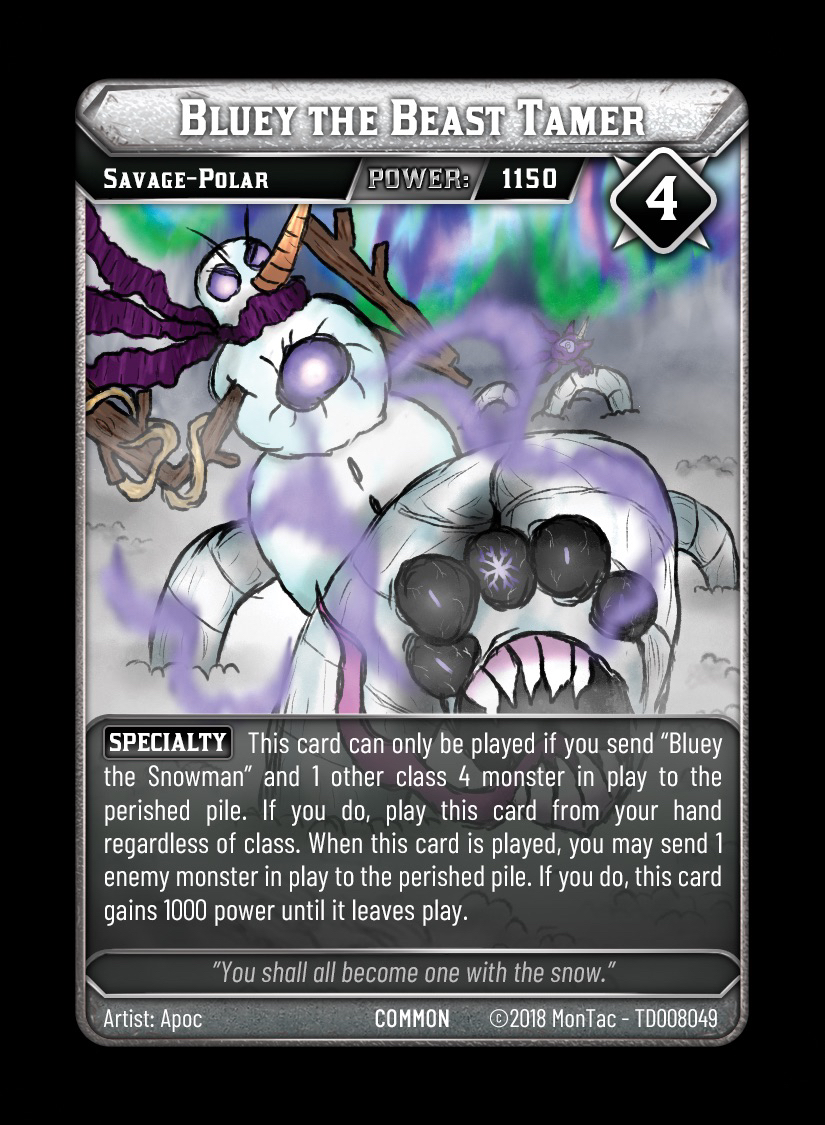 Bluey the Beast Tamer
Savage-Polar POWER: 1150
4
SPECIALTY This card can only be played if you send “Bluey
the Snowman” and 1 other class 4 monster in play to the
perished pile. If you do, play this card from your hand
regardless of class. When this card is played, you may send 1
enemy monster in play to the perished pile. If you do, this card
gains 1000 power until it leaves play.
"You shall all become one with the snow."
Artist: Apoc COMMON ©2018 MonTac - TD008049